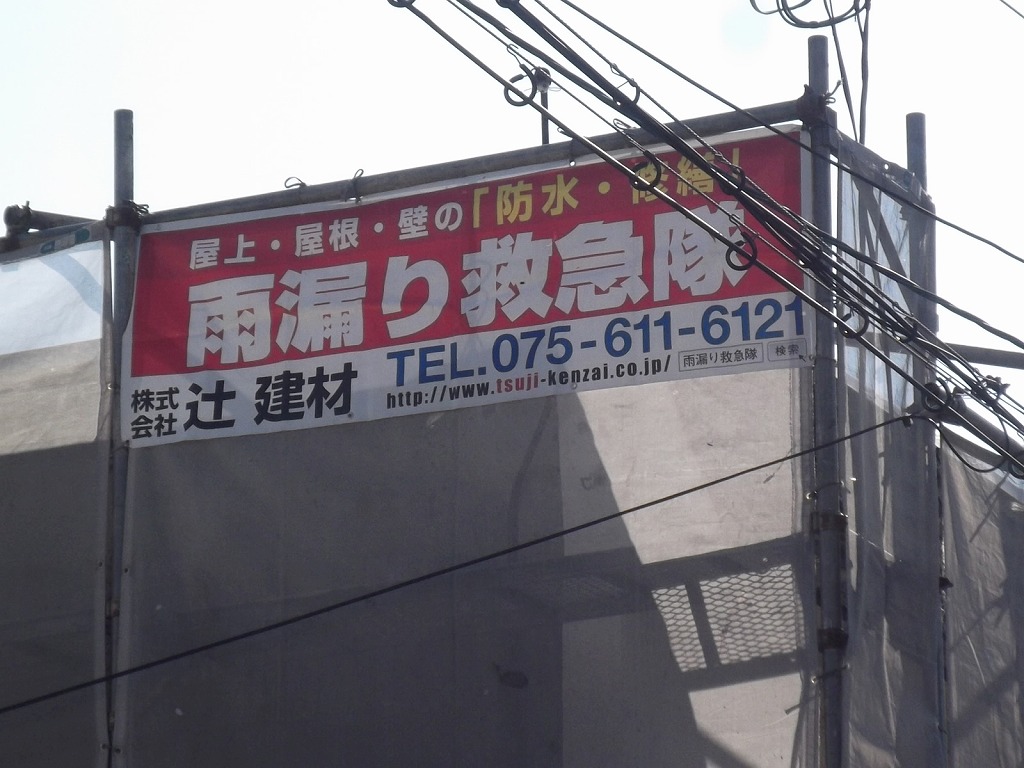 屋上・屋根・壁の「防水・修繕」
雨漏り救急隊
TEL.075-611-6121
http://www.tsuji-kenzai.co.jp/ 雨漏り救急隊 検索
株式会社 辻 建材